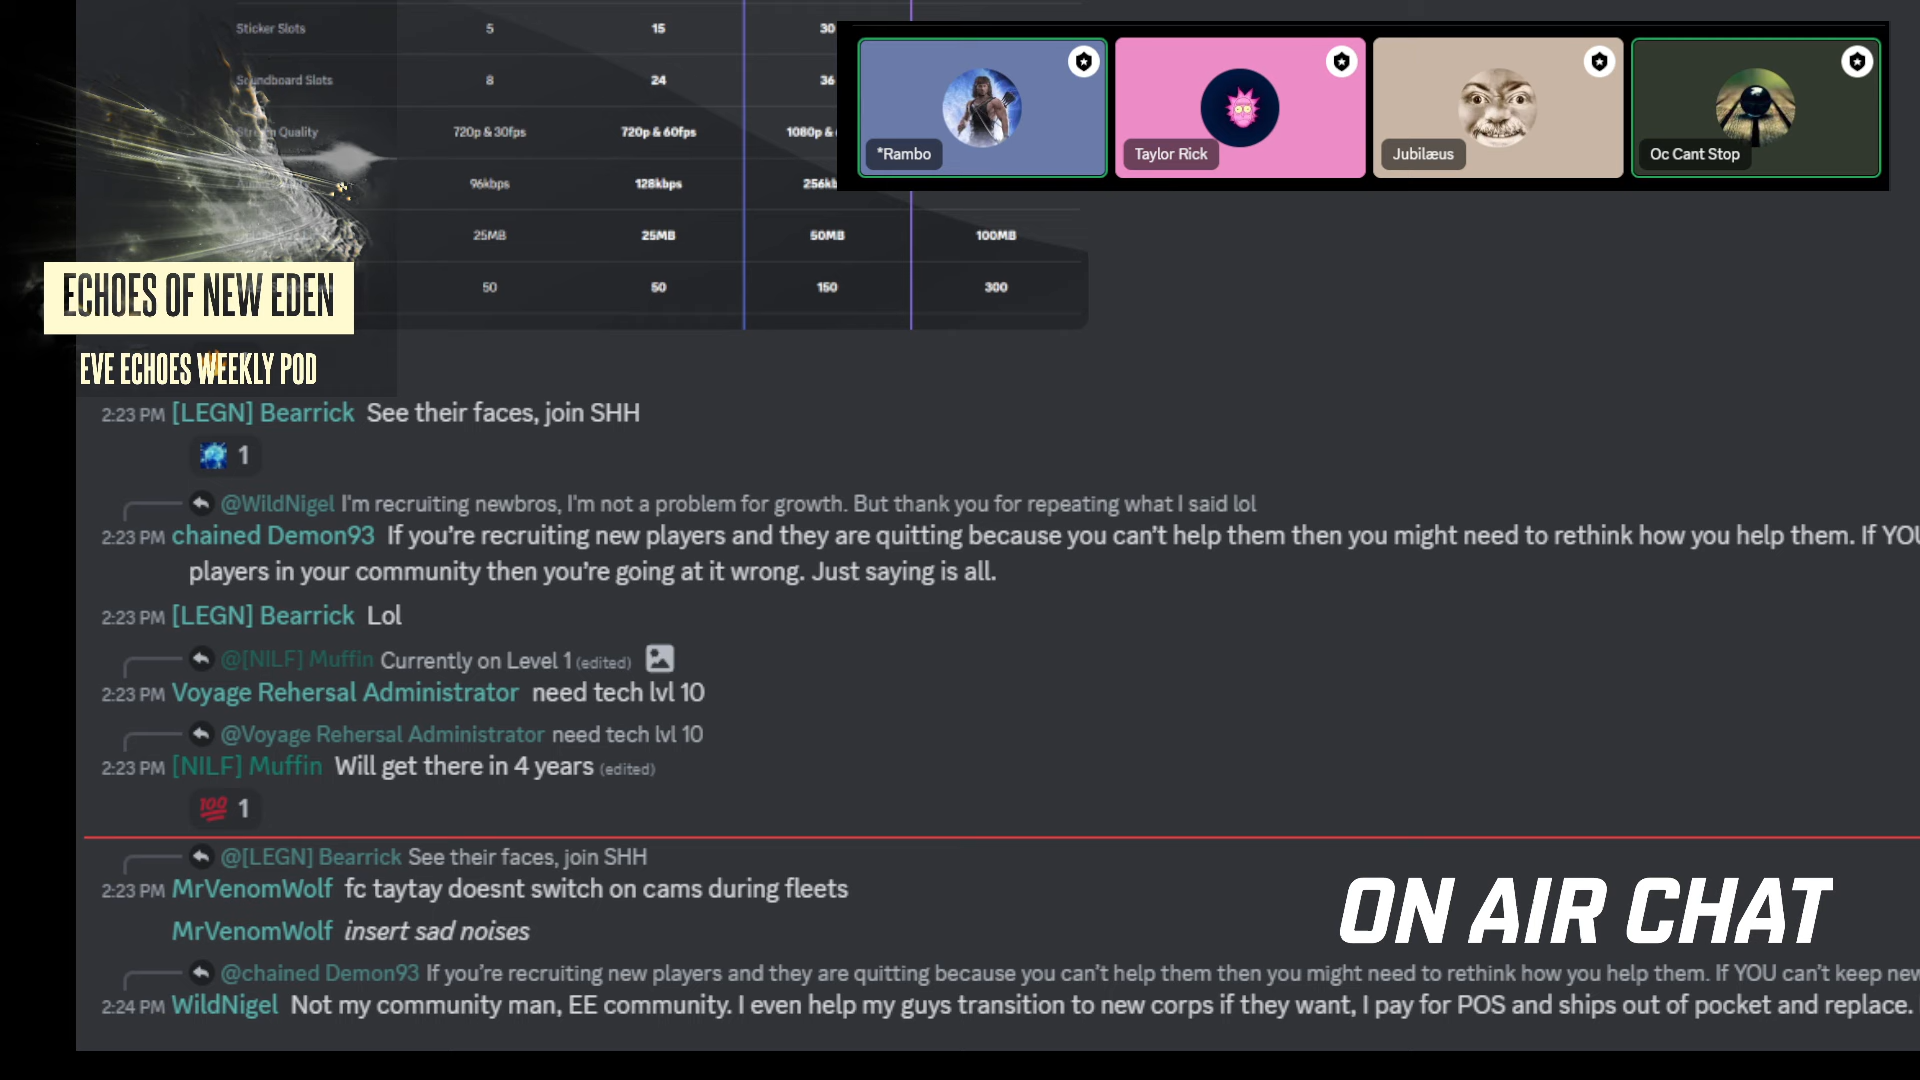 Sticker Slots 5 15 30
Soundboard Slots 8 24 36
Stream Quality 720p & 30fps 720p & 60fps 1080p &
96kbps 128kbps 256kb
25MB 25MB 50MB 100MB
50 50 150 300
*Rambo Taylor Rick Jubilæus Oc Cant Stop
ECHOES OF NEW EDEN
EVE ECHOES WEEKLY POD
2:23 PM [LEGN] Bearrick See their faces, join SHH
1
@WildNigel I'm recruiting newbros, I'm not a problem for growth. But thank you for repeating what I said lol
2:23 PM chained Demon93 If you’re recruiting new players and they are quitting because you can’t help them then you might need to rethink how you help them. If YOU
players in your community then you’re going at it wrong. Just saying is all.
2:23 PM [LEGN] Bearrick Lol
@[NILF] Muffin Currently on Level 1 (edited)
2:23 PM Voyage Rehersal Administrator need tech lvl 10
@Voyage Rehersal Administrator need tech lvl 10
2:23 PM [NILF] Muffin Will get there in 4 years (edited)
100 1
@[LEGN] Bearrick See their faces, join SHH
2:23 PM MrVenomWolf fc taytay doesnt switch on cams during fleets
MrVenomWolf insert sad noises
ON AIR CHAT
@chained Demon93 If you’re recruiting new players and they are quitting because you can’t help them then you might need to rethink how you help them. If YOU can’t keep new
2:24 PM WildNigel Not my community man, EE community. I even help my guys transition to new corps if they want, I pay for POS and ships out of pocket and replace.